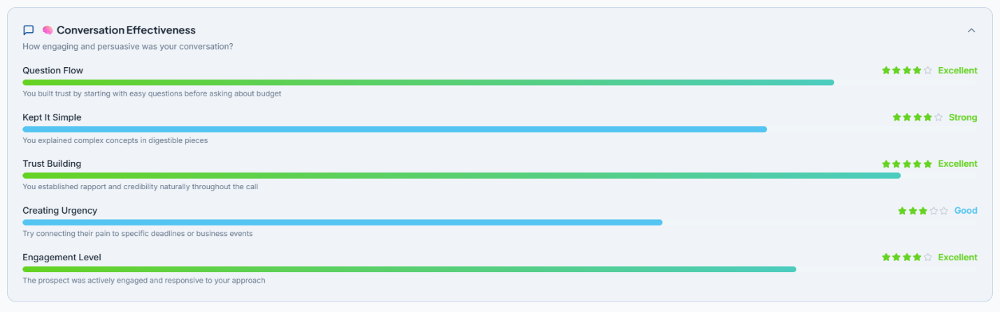 Conversation Effectiveness
How engaging and persuasive was your conversation?
Question Flow
Excellent
You built trust by starting with easy questions before asking about budget
Kept It Simple
Strong
You explained complex concepts in digestible pieces
Trust Building
Excellent
You established rapport and credibility naturally throughout the call
Creating Urgency
Good
Try connecting their pain to specific deadlines or business events
Engagement Level
Excellent
The prospect was actively engaged and responsive to your approach